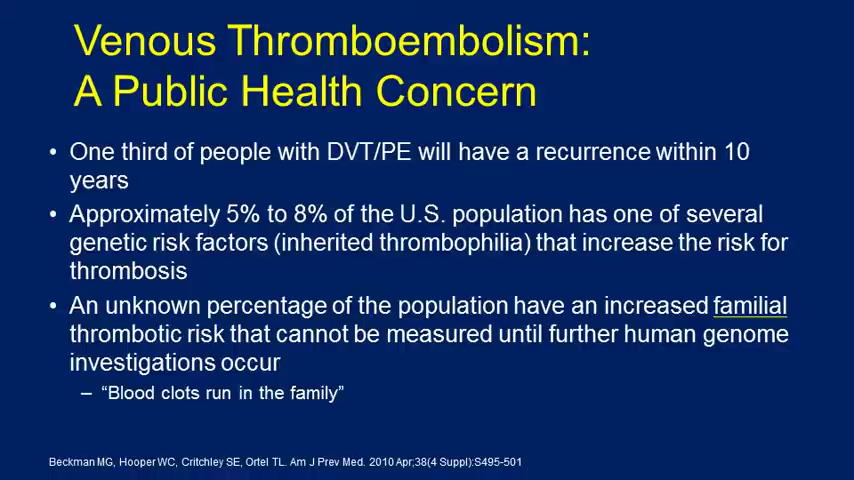 Venous Thromboembolism:
A Public Health Concern
• One third of people with DVT/PE will have a recurrence within 10
years
• Approximately 5% to 8% of the U.S. population has one of several
genetic risk factors (inherited thrombophilia) that increase the risk for
thrombosis
• An unknown percentage of the population have an increased familial
thrombotic risk that cannot be measured until further human genome
investigations occur
– “Blood clots run in the family”
Beckman MG, Hooper WC, Critchley SE, Ortel TL. Am J Prev Med. 2010 Apr;38(4 Suppl):S495-501